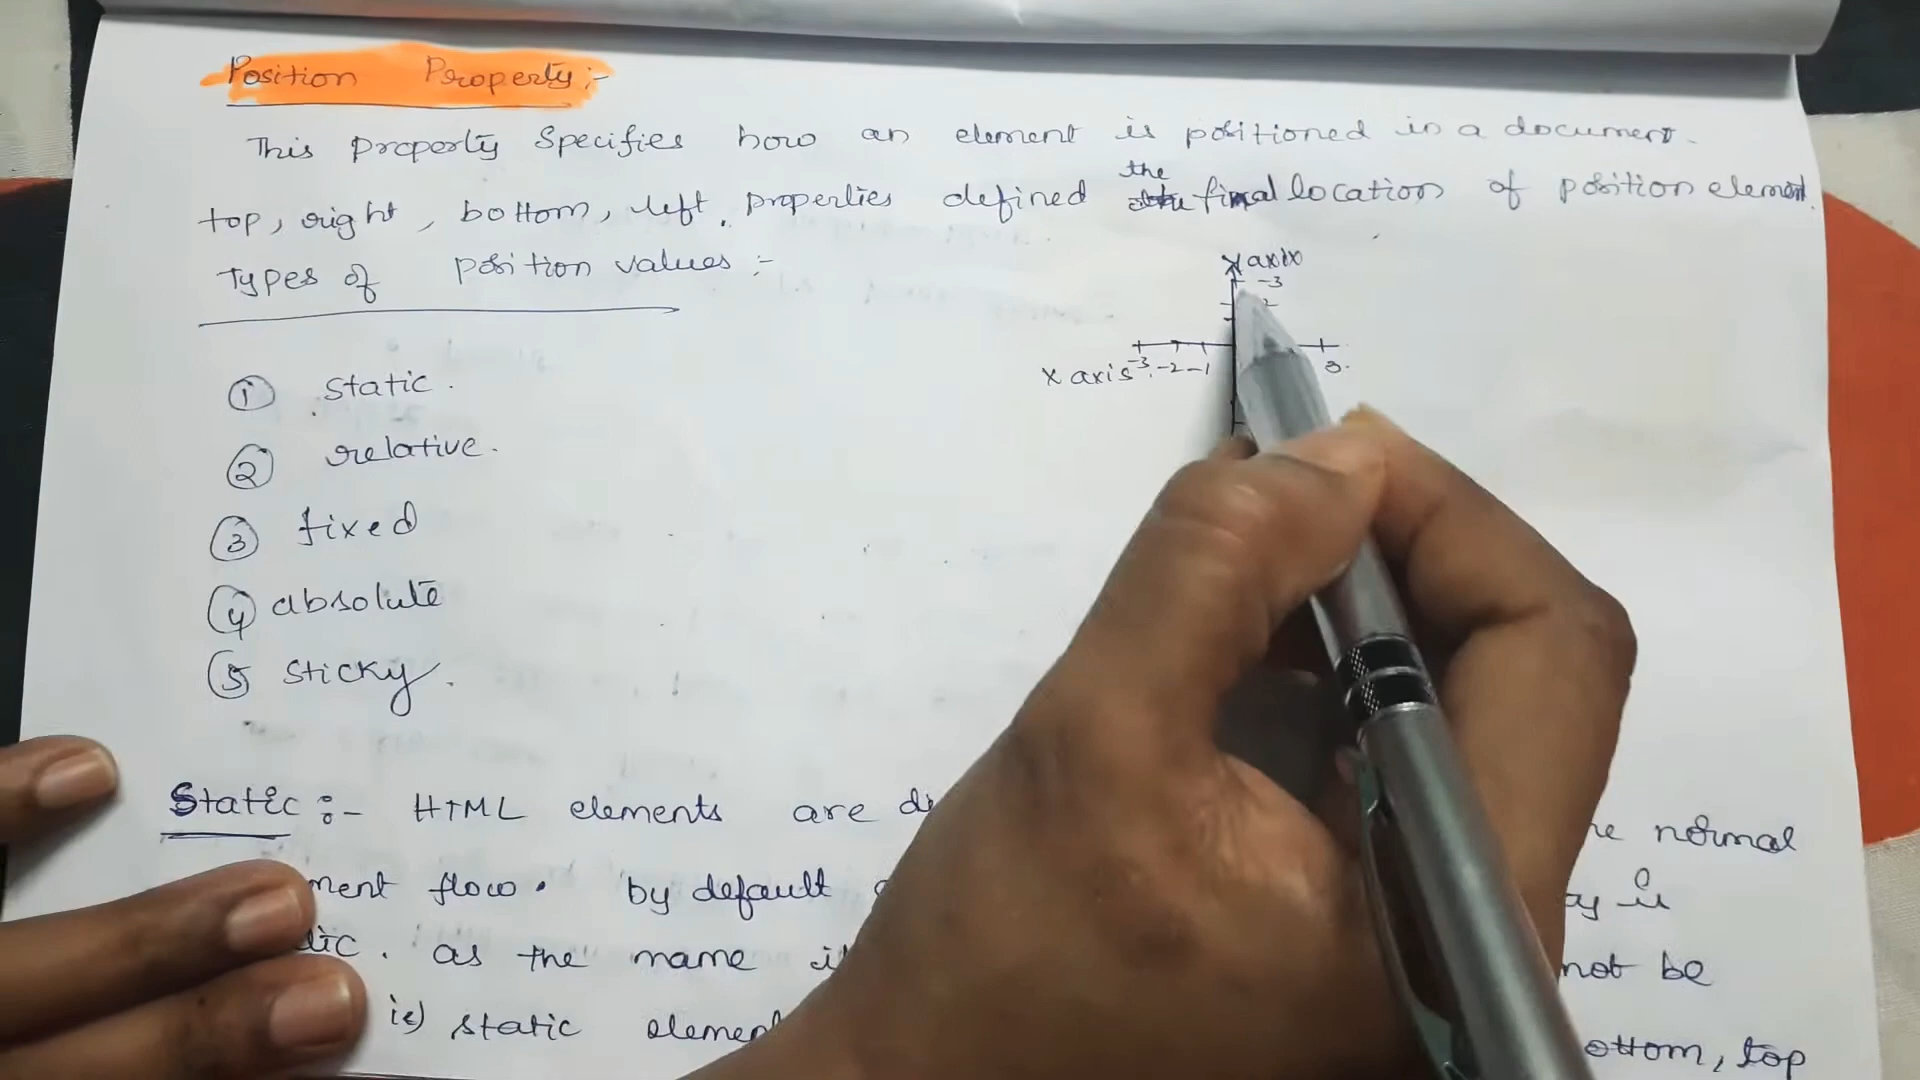 Position Property:-
This property specifies how an element is positioned in a document.
the
top, right, bottom, left, properties defined final location of position element.
Types of position values:-
Y axis
-3
2
-3 -2 -1
3
X axis
① static.
② relative.
③ fixed
④ absolute
⑤ sticky.
Static:- HTML elements are normal
flow. by default is
as the name not be
ie) static ottom, top